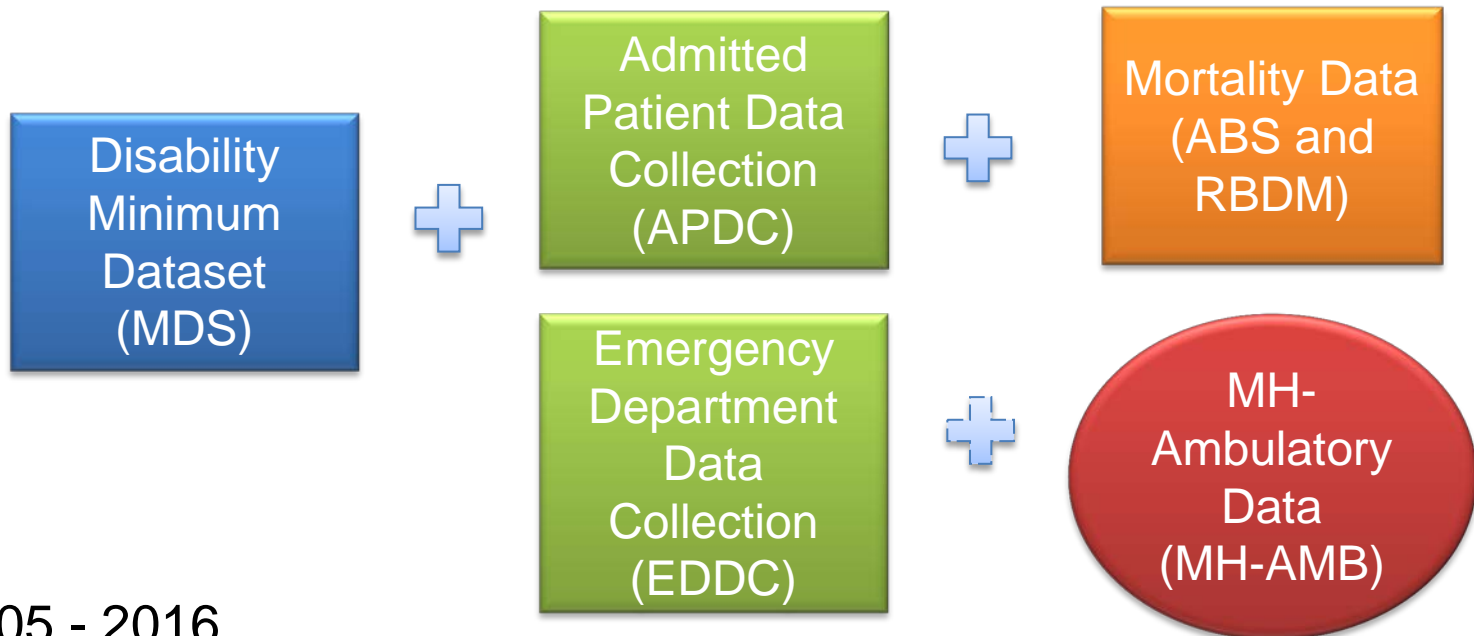 Disability
Minimum
Dataset
(MDS)
Admitted
Patient Data
Collection
(APDC)
Mortality Data
(ABS and
RBDM)
Emergency
Department
Data
Collection
(EDDC)
MH-
Ambulatory
Data
(MH-AMB)
05 - 2016